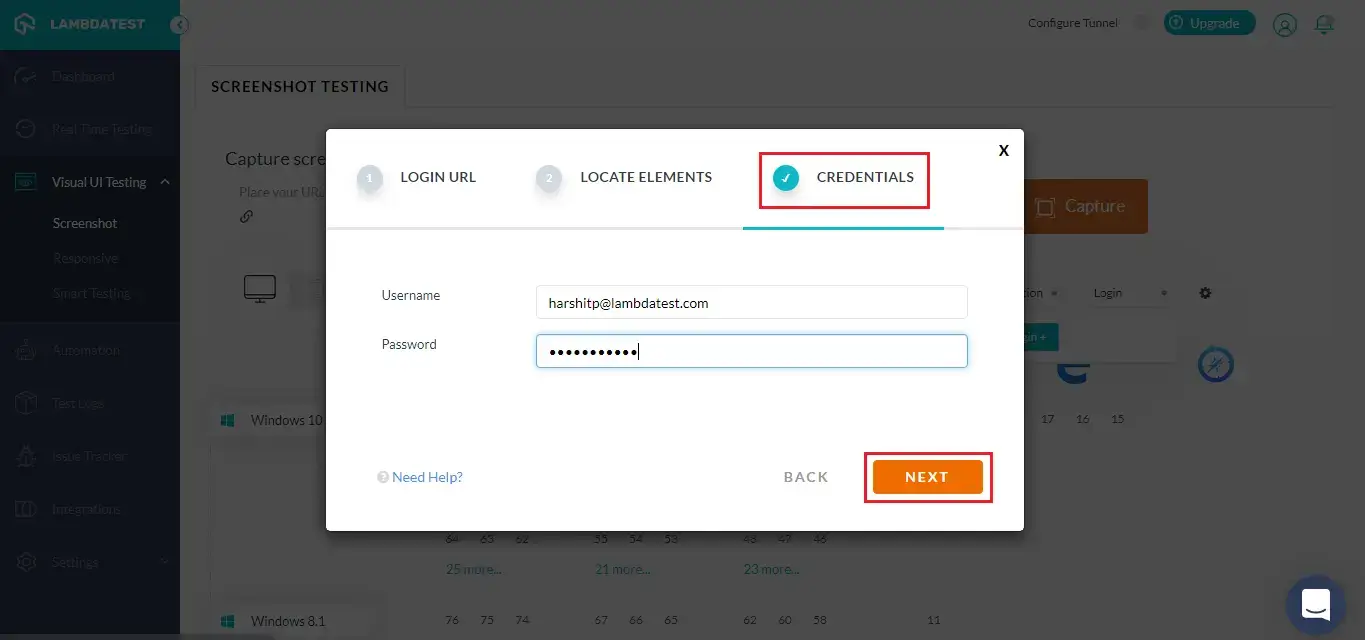 LAMBDATEST
Configure Tunnel
Upgrade
Dashboard
Real Time Testing
Visual UI Testing
Screenshot
Responsive
Smart Testing
Automation
Test Logs
Issue Tracker
Integrations
Settings
SCREENSHOT TESTING
Capture scre
Place your URL
Capture
Login
gin +
X
1 LOGIN URL
2 LOCATE ELEMENTS
CREDENTIALS
Username
harshitp@lambdatest.com
Password
•••••••••••
Need Help?
BACK
NEXT
Windows 10
17 16 15
64 63 62 55 54 53 48 47 46
25 more... 21 more... 23 more...
Windows 8.1
76 75 74 67 66 65 62 60 58 11